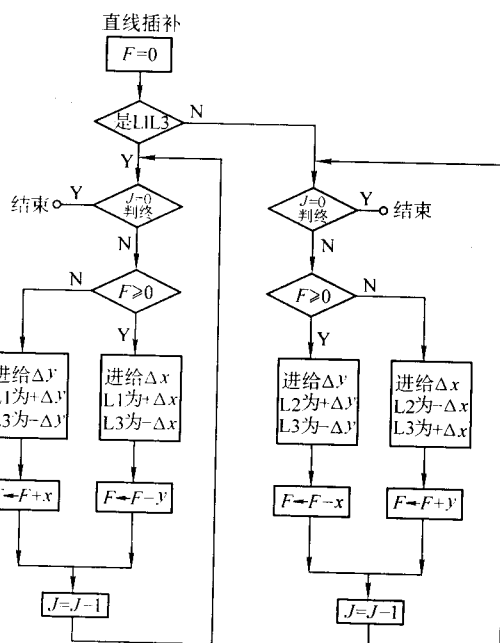 直线插补
F=0
是L1L3
N
Y
J=0
判终
Y
结束
N
F≥0
N
Y
进给Δy
L1为+Δy
L3为-Δy
进给Δx
L1为+Δx
L3为-Δx
F←F+x
F←F-y
J=J-1
J=0
判终
Y
结束
N
F≥0
N
Y
进给Δy
L2为+Δy
L3为-Δy
进给Δx
L2为-Δx
L3为+Δx
F←F-x
F←F+y
J=J-1